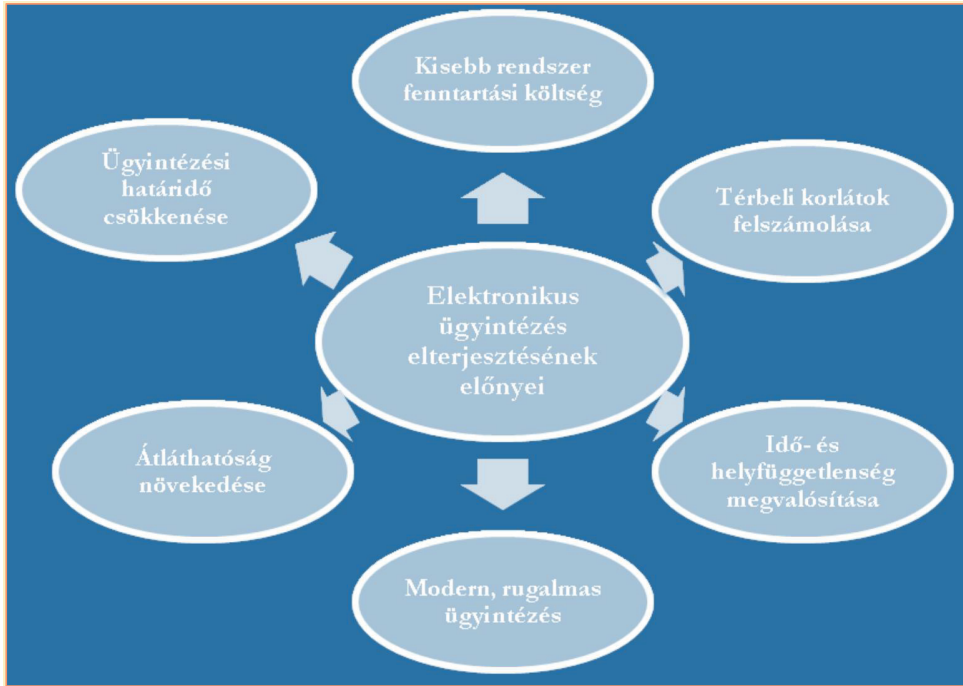 Kisebb rendszer
fenntartási költség
Ügyintézési
határidő
csökkenése
Térbeli korlátok
felszámolása
Elektronikus
ügyintézés
elterjesztésének
előnyei
Átláthatóság
növekedése
Idő- és
helyfüggetlenség
megvalósítása
Modern, rugalmas
ügyintézés